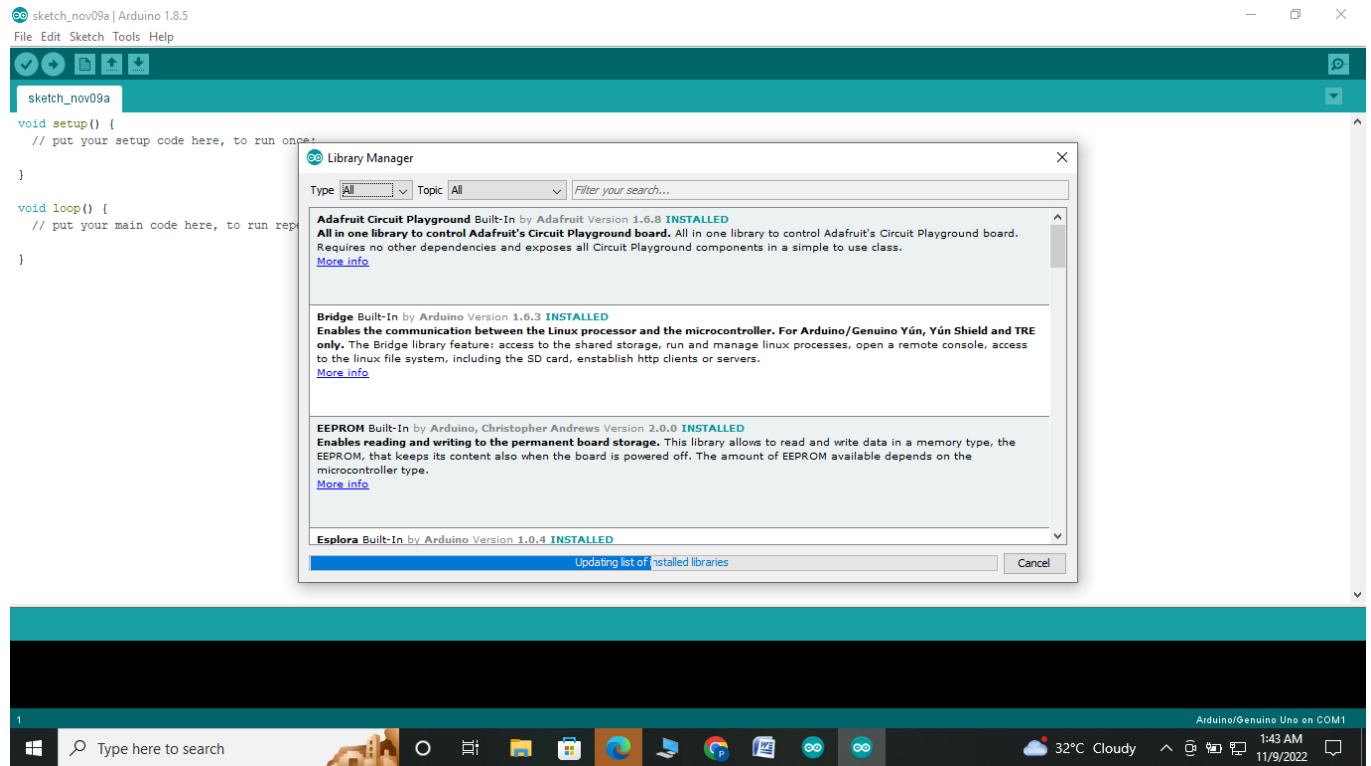 sketch_nov09a | Arduino 1.8.5
File Edit Sketch Tools Help
sketch_nov09a
void setup() {
// put your setup code here, to run once:
}
void loop() {
// put your main code here, to run repe
}
Library Manager
Type All Topic All Filter your search...
Adafruit Circuit Playground Built-In by Adafruit Version 1.6.8 INSTALLED
All in one library to control Adafruit's Circuit Playground board. All in one library to control Adafruit's Circuit Playground board.
Requires no other dependencies and exposes all Circuit Playground components in a simple to use class.
More info
Bridge Built-In by Arduino Version 1.6.3 INSTALLED
Enables the communication between the Linux processor and the microcontroller. For Arduino/Genuino Yún, Yún Shield and TRE
only. The Bridge library feature: access to the shared storage, run and manage linux processes, open a remote console, access
to the linux file system, including the SD card, enstablish http clients or servers.
More info
EEPROM Built-In by Arduino, Christopher Andrews Version 2.0.0 INSTALLED
Enables reading and writing to the permanent board storage. This library allows to read and write data in a memory type, the
EEPROM, that keeps its content also when the board is powered off. The amount of EEPROM available depends on the
microcontroller type.
More info
Esplora Built-In by Arduino Version 1.0.4 INSTALLED
Updating list of installed libraries
Cancel
1
Arduino/Genuino Uno on COM1
Type here to search
32°C Cloudy
1:43 AM
11/9/2022